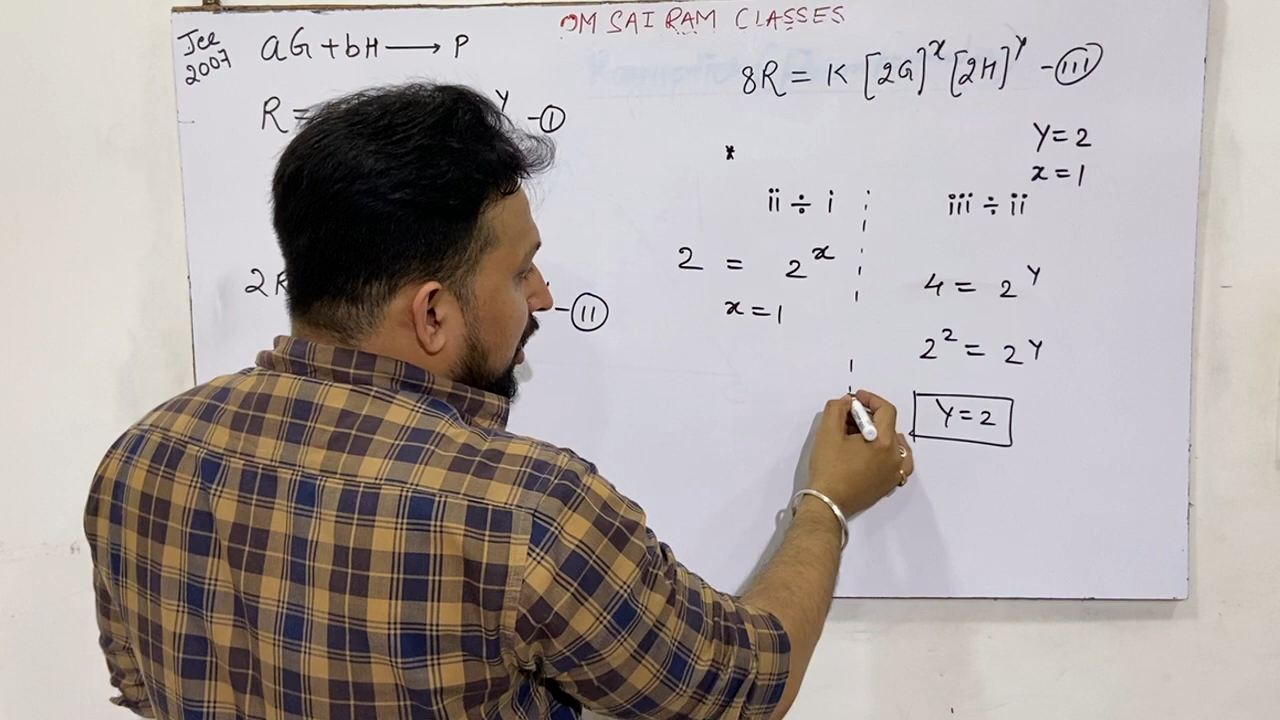 OM SAI RAM CLASSES
Jee
2007
aG + bH ⟶ P
R =
Y -(I)
2R
-(II)
8R = K [2G]^x [2H]^Y -(III)
Y = 2
x = 1
*
ii ÷ i
2 = 2^x
x = 1
iii ÷ ii
4 = 2^Y
2^2 = 2^Y
Y = 2